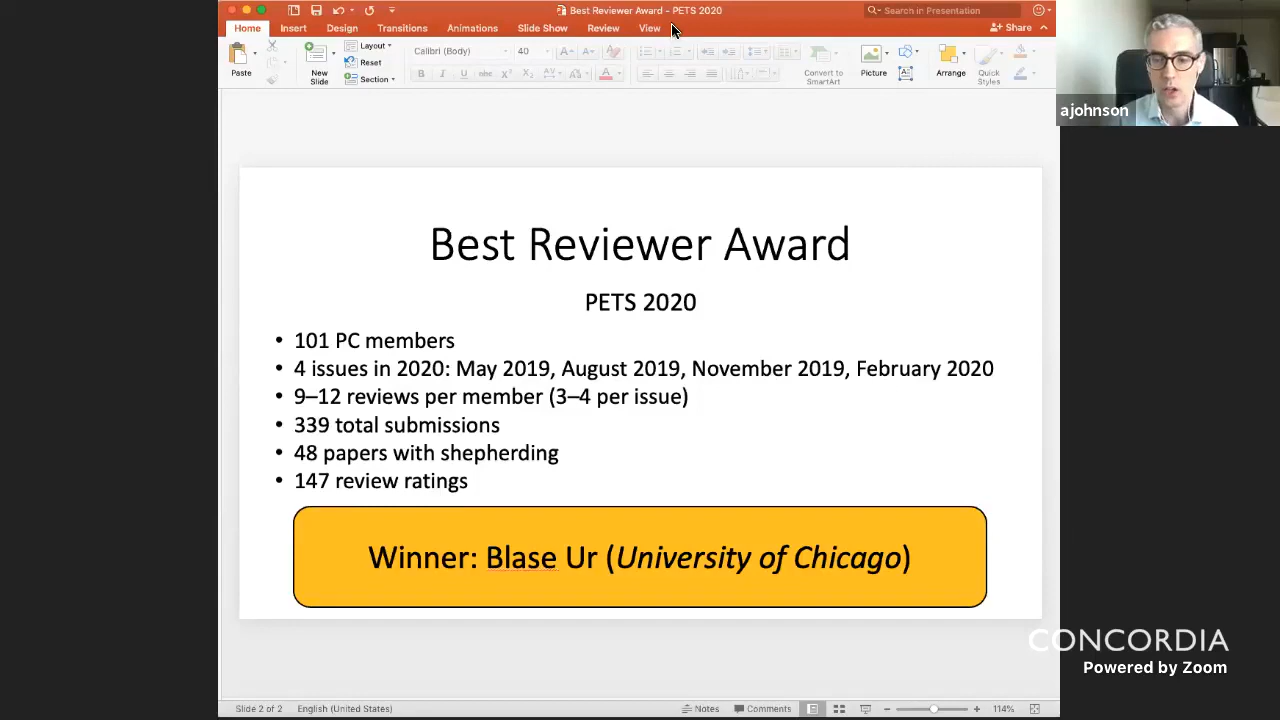 Best Reviewer Award - PETS 2020
Search in Presentation
Home Insert Design Transitions Animations Slide Show Review View
Share
Paste
New Slide
Layout
Reset
Section
Calibri (Body) 40
Convert to SmartArt
Picture
Arrange
Quick Styles
ajohnson
Best Reviewer Award
PETS 2020
• 101 PC members
• 4 issues in 2020: May 2019, August 2019, November 2019, February 2020
• 9–12 reviews per member (3–4 per issue)
• 339 total submissions
• 48 papers with shepherding
• 147 review ratings
Winner: Blase Ur (University of Chicago)
CONCORDIA
Powered by Zoom
Slide 2 of 2 English (United States) Notes Comments 114%